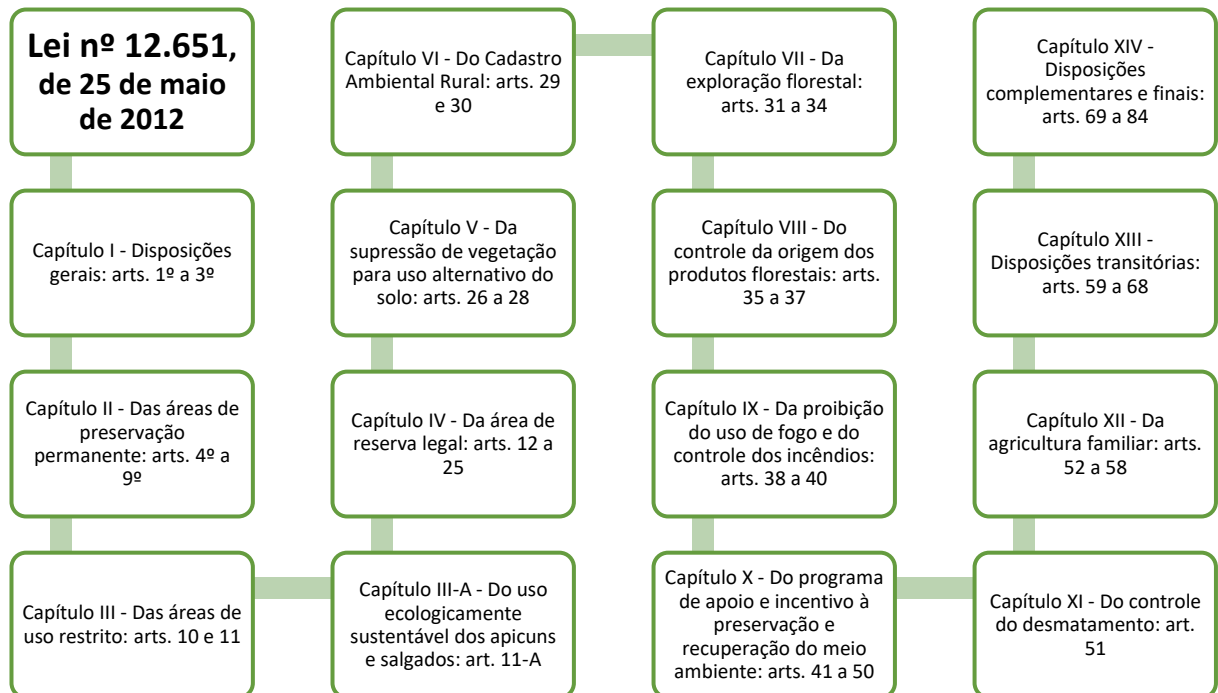 Lei nº 12.651,
de 25 de maio
de 2012
Capítulo I - Disposições
gerais: arts. 1º a 3º
Capítulo II - Das áreas de
preservação
permanente: arts. 4º a
9º
Capítulo III - Das áreas de
uso restrito: arts. 10 e 11
Capítulo III-A - Do uso
ecologicamente
sustentável dos apicuns
e salgados: art. 11-A
Capítulo IV - Da área de
reserva legal: arts. 12 a
25
Capítulo V - Da
supressão de vegetação
para uso alternativo do
solo: arts. 26 a 28
Capítulo VI - Do Cadastro
Ambiental Rural: arts. 29
e 30
Capítulo VII - Da
exploração florestal:
arts. 31 a 34
Capítulo VIII - Do
controle da origem dos
produtos florestais: arts.
35 a 37
Capítulo IX - Da proibição
do uso de fogo e do
controle dos incêndios:
arts. 38 a 40
Capítulo X - Do programa
de apoio e incentivo à
preservação e
recuperação do meio
ambiente: arts. 41 a 50
Capítulo XI - Do controle
do desmatamento: art.
51
Capítulo XII - Da
agricultura familiar: arts.
52 a 58
Capítulo XIII -
Disposições transitórias:
arts. 59 a 68
Capítulo XIV -
Disposições
complementares e finais:
arts. 69 a 84